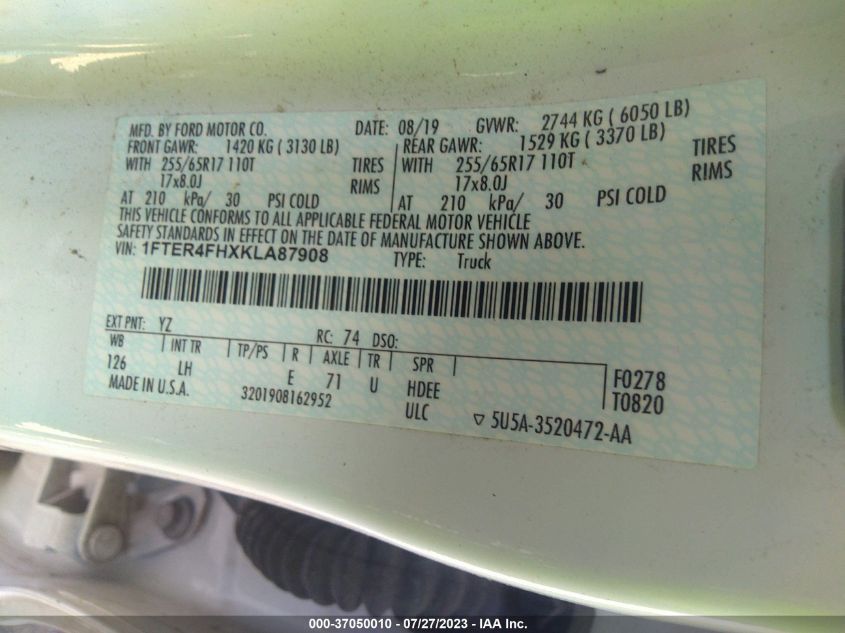 MFD. BY FORD MOTOR CO. DATE: 08/19 GVWR: 2744 KG ( 6050 LB)
FRONT GAWR: 1420 KG ( 3130 LB) REAR GAWR: 1529 KG ( 3370 LB)
WITH 255/65R17 110T TIRES WITH 255/65R17 110T TIRES
17x8.0J RIMS 17x8.0J RIMS
AT 210 kPa/ 30 PSI COLD AT 210 kPa/ 30 PSI COLD
THIS VEHICLE CONFORMS TO ALL APPLICABLE FEDERAL MOTOR VEHICLE
SAFETY STANDARDS IN EFFECT ON THE DATE OF MANUFACTURE SHOWN ABOVE.
VIN: 1FTER4FHXKLA87908 TYPE: Truck
EXT PNT: YZ RC: 74 DSO:
WB INT TR TP/PS R AXLE TR SPR
126 LH E 71 U HDEE F0278
MADE IN U.S.A. 3201908162952 ULC T0820
▽ 5U5A-3520472-AA
000-37050010 - 07/27/2023 - IAA Inc.